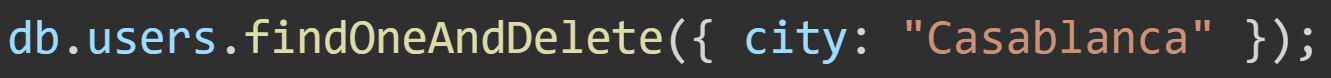 db.users.findOneAndDelete({ city: "Casablanca" });